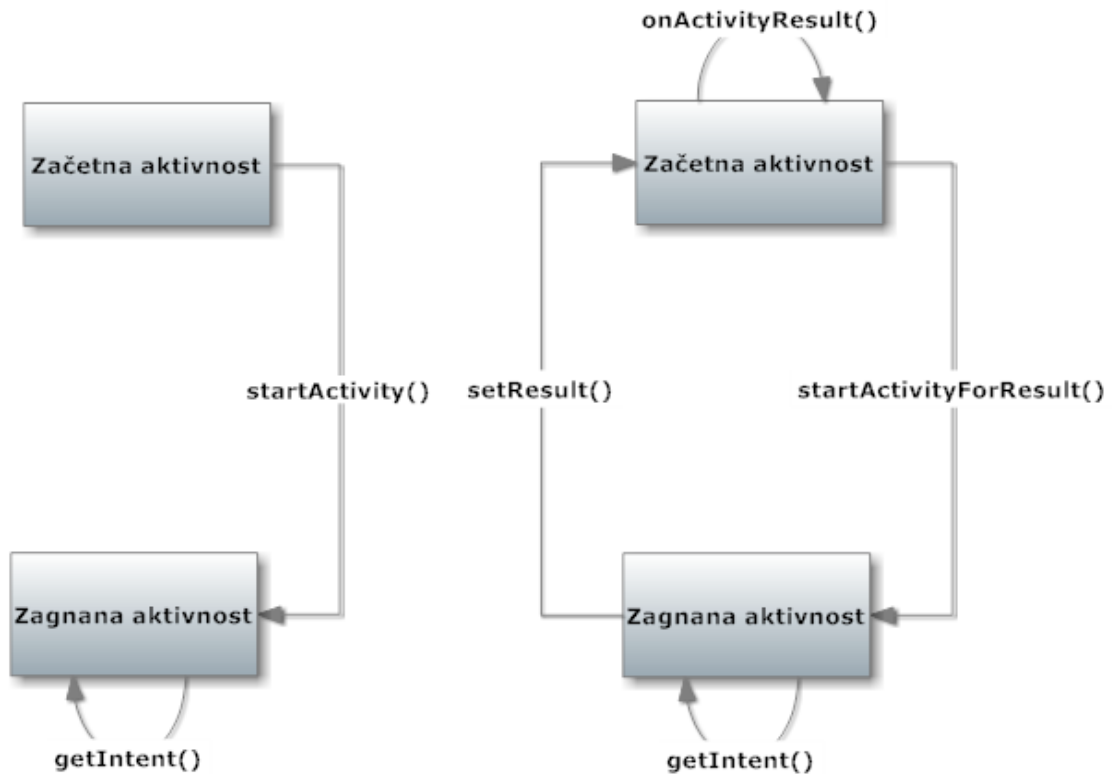 onActivityResult()
Začetna aktivnost
Začetna aktivnost
startActivity()
setResult()
startActivityForResult()
Zagnana aktivnost
Zagnana aktivnost
getIntent()
getIntent()